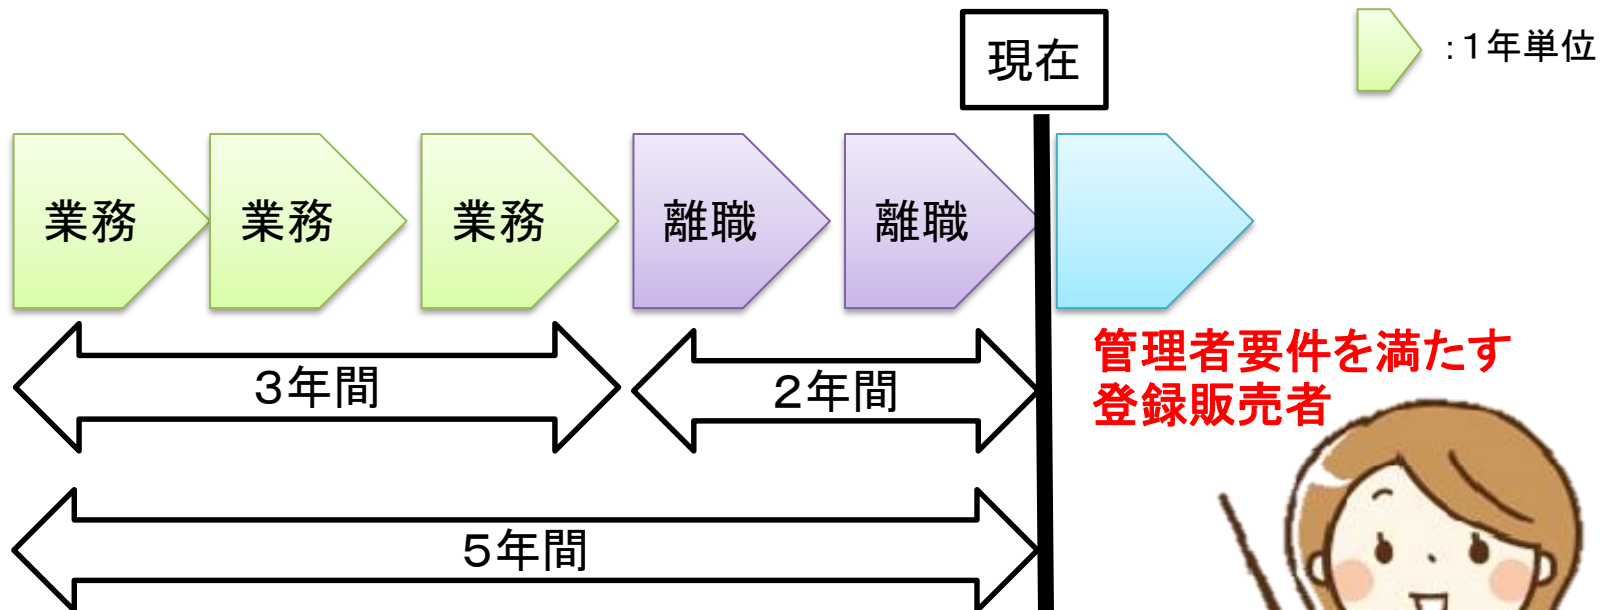 現在
：１年単位
業務
業務
業務
離職
離職
３年間
２年間
管理者要件を満たす
登録販売者
５年間